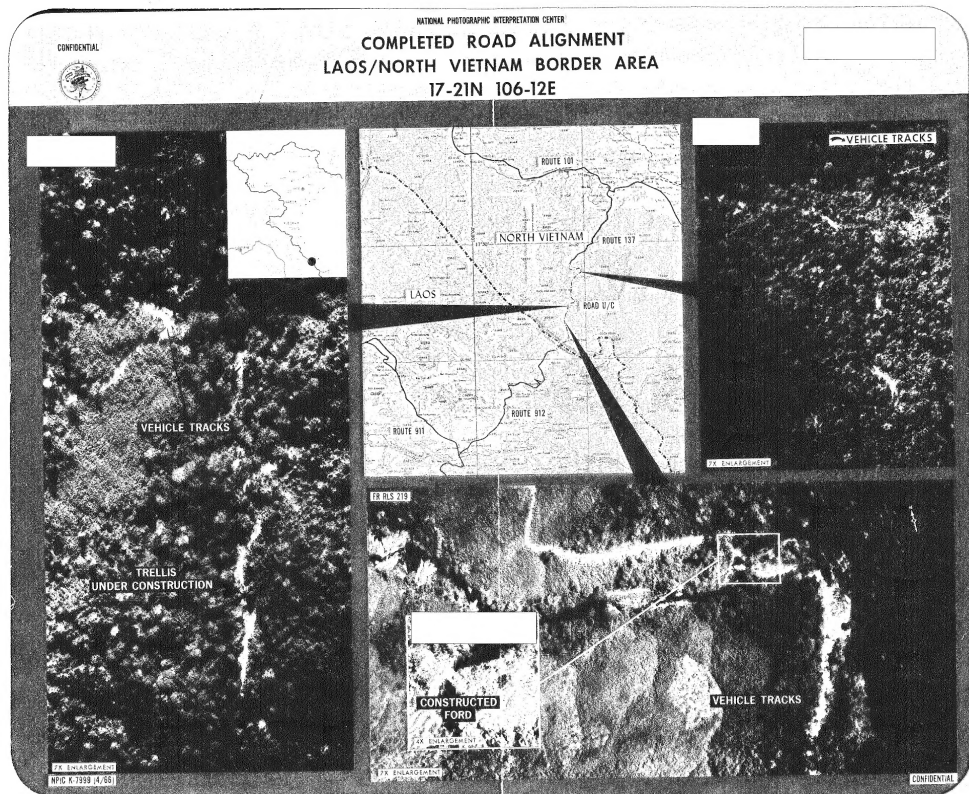 NATIONAL PHOTOGRAPHIC INTERPRETATION CENTER
CONFIDENTIAL
COMPLETED ROAD ALIGNMENT
LAOS/NORTH VIETNAM BORDER AREA
17-21N 106-12E
VEHICLE TRACKS
ROUTE 101
NORTH VIETNAM
ROUTE 137
LAOS
ROAD U/C
ROUTE 912
ROUTE 911
VEHICLE TRACKS
TRELLIS
UNDER CONSTRUCTION
7X ENLARGEMENT
FR RLS 219
CONSTRUCTED
FORD
4X ENLARGEMENT
VEHICLE TRACKS
7X ENLARGEMENT
7X ENLARGEMENT
NPIC K-7999 (4/66)
CONFIDENTIAL